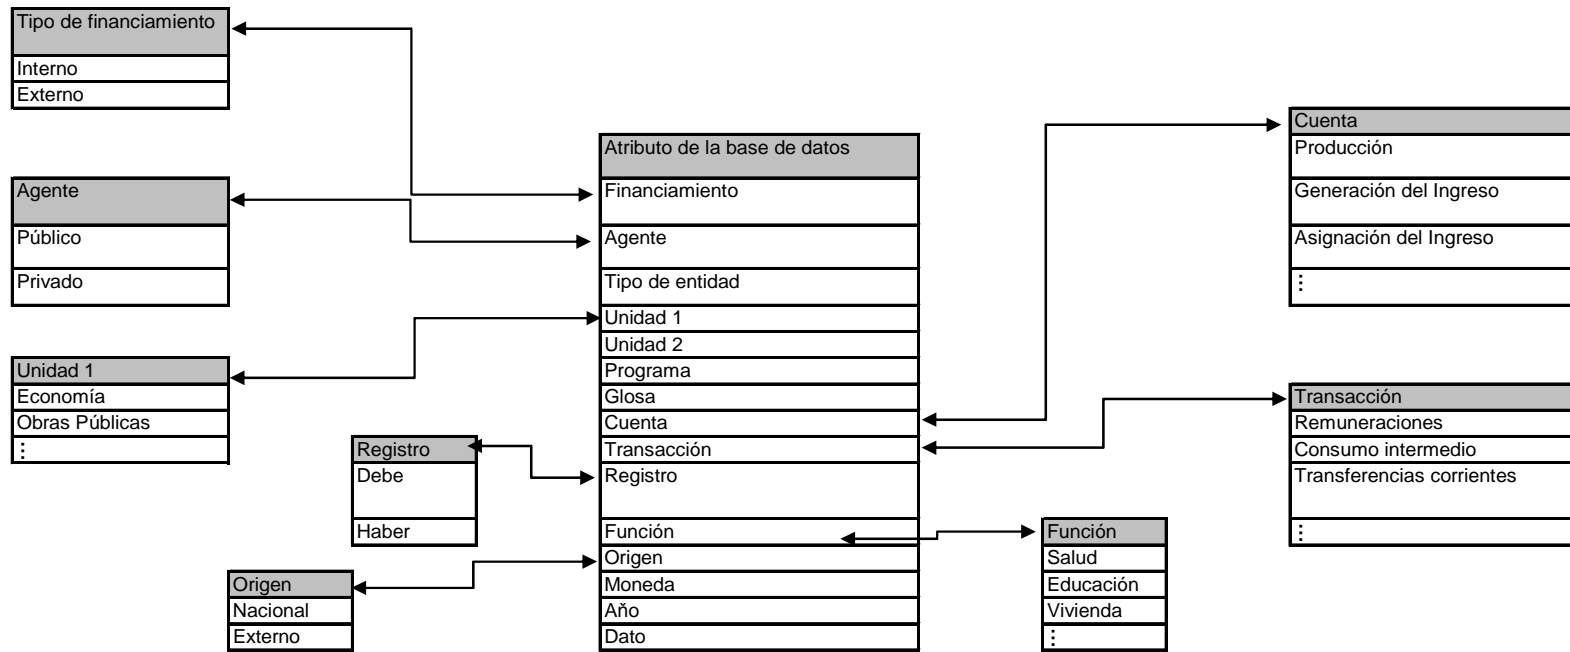 Tipo de financiamiento
Interno
Externo
Agente
Público
Privado
Unidad 1
Economía
Obras Públicas
⋮
Registro
Debe
Haber
Origen
Nacional
Externo
Atributo de la base de datos
Financiamiento
Agente
Tipo de entidad
Unidad 1
Unidad 2
Programa
Glosa
Cuenta
Transacción
Registro
Función
Origen
Moneda
Aňo
Dato
Función
Salud
Educación
Vivienda
⋮
Cuenta
Producción
Generación del Ingreso
Asignación del Ingreso
⋮
Transacción
Remuneraciones
Consumo intermedio
Transferencias corrientes
⋮